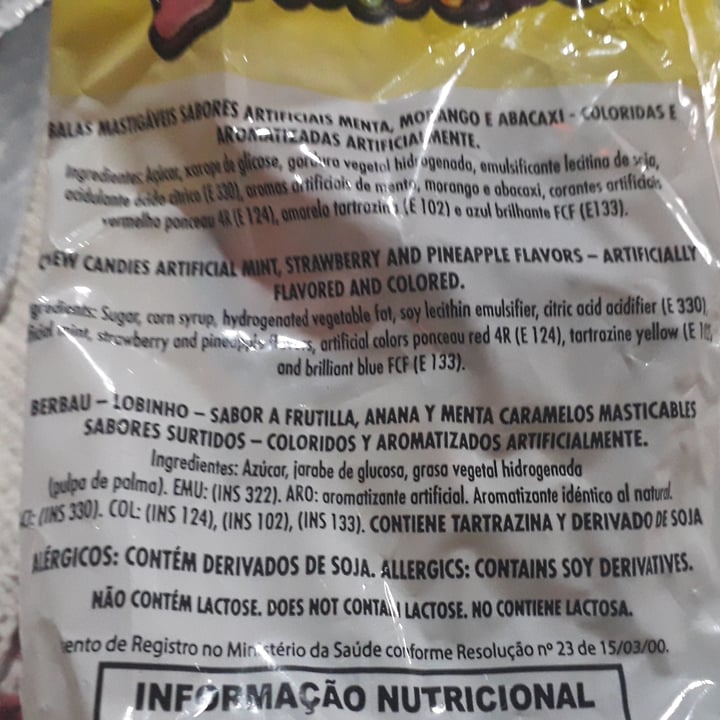 BALAS MASTIGÁVEIS SABORES ARTIFICIAIS MENTA, MORANGO E ABACAXI - COLORIDAS E
AROMATIZADAS ARTIFICIALMENTE.
Ingredientes: Açúcar, xarope de glicose, gordura vegetal hidrogenada, emulsificante lecitina de soja,
acidulante ácido cítrico (E 330), aromas artificiais de menta, morango e abacaxi, corantes artificiais
vermelho ponceau 4R (E 124), amarelo tartrazina (E 102) e azul brilhante FCF (E133).
CHEW CANDIES ARTIFICIAL MINT, STRAWBERRY AND PINEAPPLE FLAVORS – ARTIFICIALLY
FLAVORED AND COLORED.
gredients: Sugar, corn syrup, hydrogenated vegetable fat, soy lecithin emulsifier, citric acid acidifier (E 330),
ficial mint, strawberry and pineapple flavors, artificial colors ponceau red 4R (E 124), tartrazine yellow (E 10
and brilliant blue FCF (E 133).
BERBAU – LOBINHO – SABOR A FRUTILLA, ANANA Y MENTA CARAMELOS MASTICABLES
SABORES SURTIDOS – COLORIDOS Y AROMATIZADOS ARTIFICIALMENTE.
Ingredientes: Azúcar, jarabe de glucosa, grasa vegetal hidrogenada
(pulpa de palma). EMU: (INS 322). ARO: aromatizante artificial. Aromatizante idéntico al natural.
(INS 330). COL: (INS 124), (INS 102), (INS 133). CONTIENE TARTRAZINA Y DERIVADO DE SOJA
ALÉRGICOS: CONTÉM DERIVADOS DE SOJA. ALLERGICS: CONTAINS SOY DERIVATIVES.
NÃO CONTÉM LACTOSE. DOES NOT CONTAIN LACTOSE. NO CONTIENE LACTOSA.
ento de Registro no Ministério da Saúde conforme Resolução nº 23 de 15/03/00.
INFORMAÇÃO NUTRICIONAL